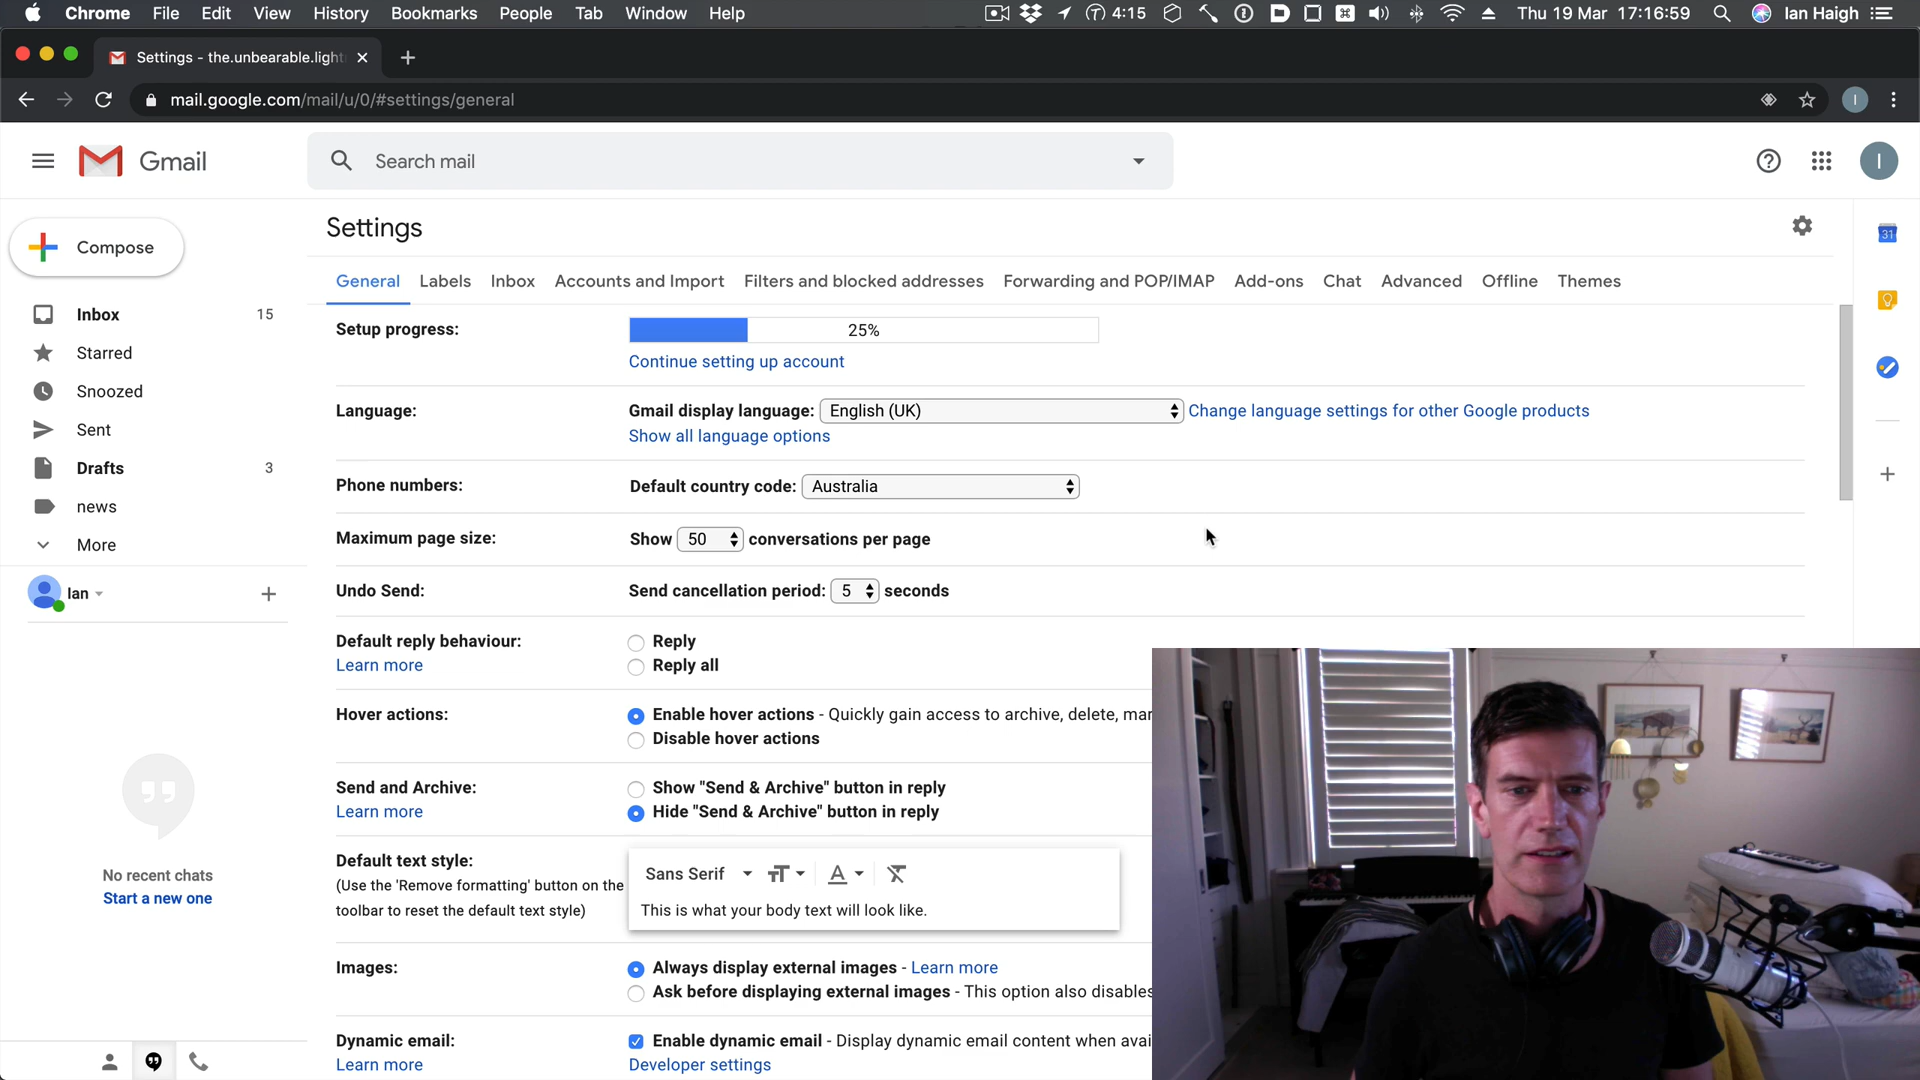 Chrome File Edit View History Bookmarks People Tab Window Help 4:15 Thu 19 Mar 17:16:59 Ian Haigh
Settings - the.unbearable.light
mail.google.com/mail/u/0/#settings/general I
Gmail Search mail I
Settings
Compose 31
General Labels Inbox Accounts and Import Filters and blocked addresses Forwarding and POP/IMAP Add-ons Chat Advanced Offline Themes
Inbox 15
Starred
Snoozed
Sent
Drafts 3
news
More
Ian
No recent chats
Start a new one
Setup progress: 25%
Continue setting up account
Language: Gmail display language: English (UK) Change language settings for other Google products
Show all language options
Phone numbers: Default country code: Australia
Maximum page size: Show 50 conversations per page
Undo Send: Send cancellation period: 5 seconds
Default reply behaviour: Reply
Learn more Reply all
Hover actions: Enable hover actions - Quickly gain access to archive, delete, mar
Disable hover actions
Send and Archive: Show "Send & Archive" button in reply
Learn more Hide "Send & Archive" button in reply
Default text style: Sans Serif
(Use the 'Remove formatting' button on the
toolbar to reset the default text style) This is what your body text will look like.
Images: Always display external images - Learn more
Ask before displaying external images - This option also disables
Dynamic email: Enable dynamic email - Display dynamic email content when avai
Learn more Developer settings